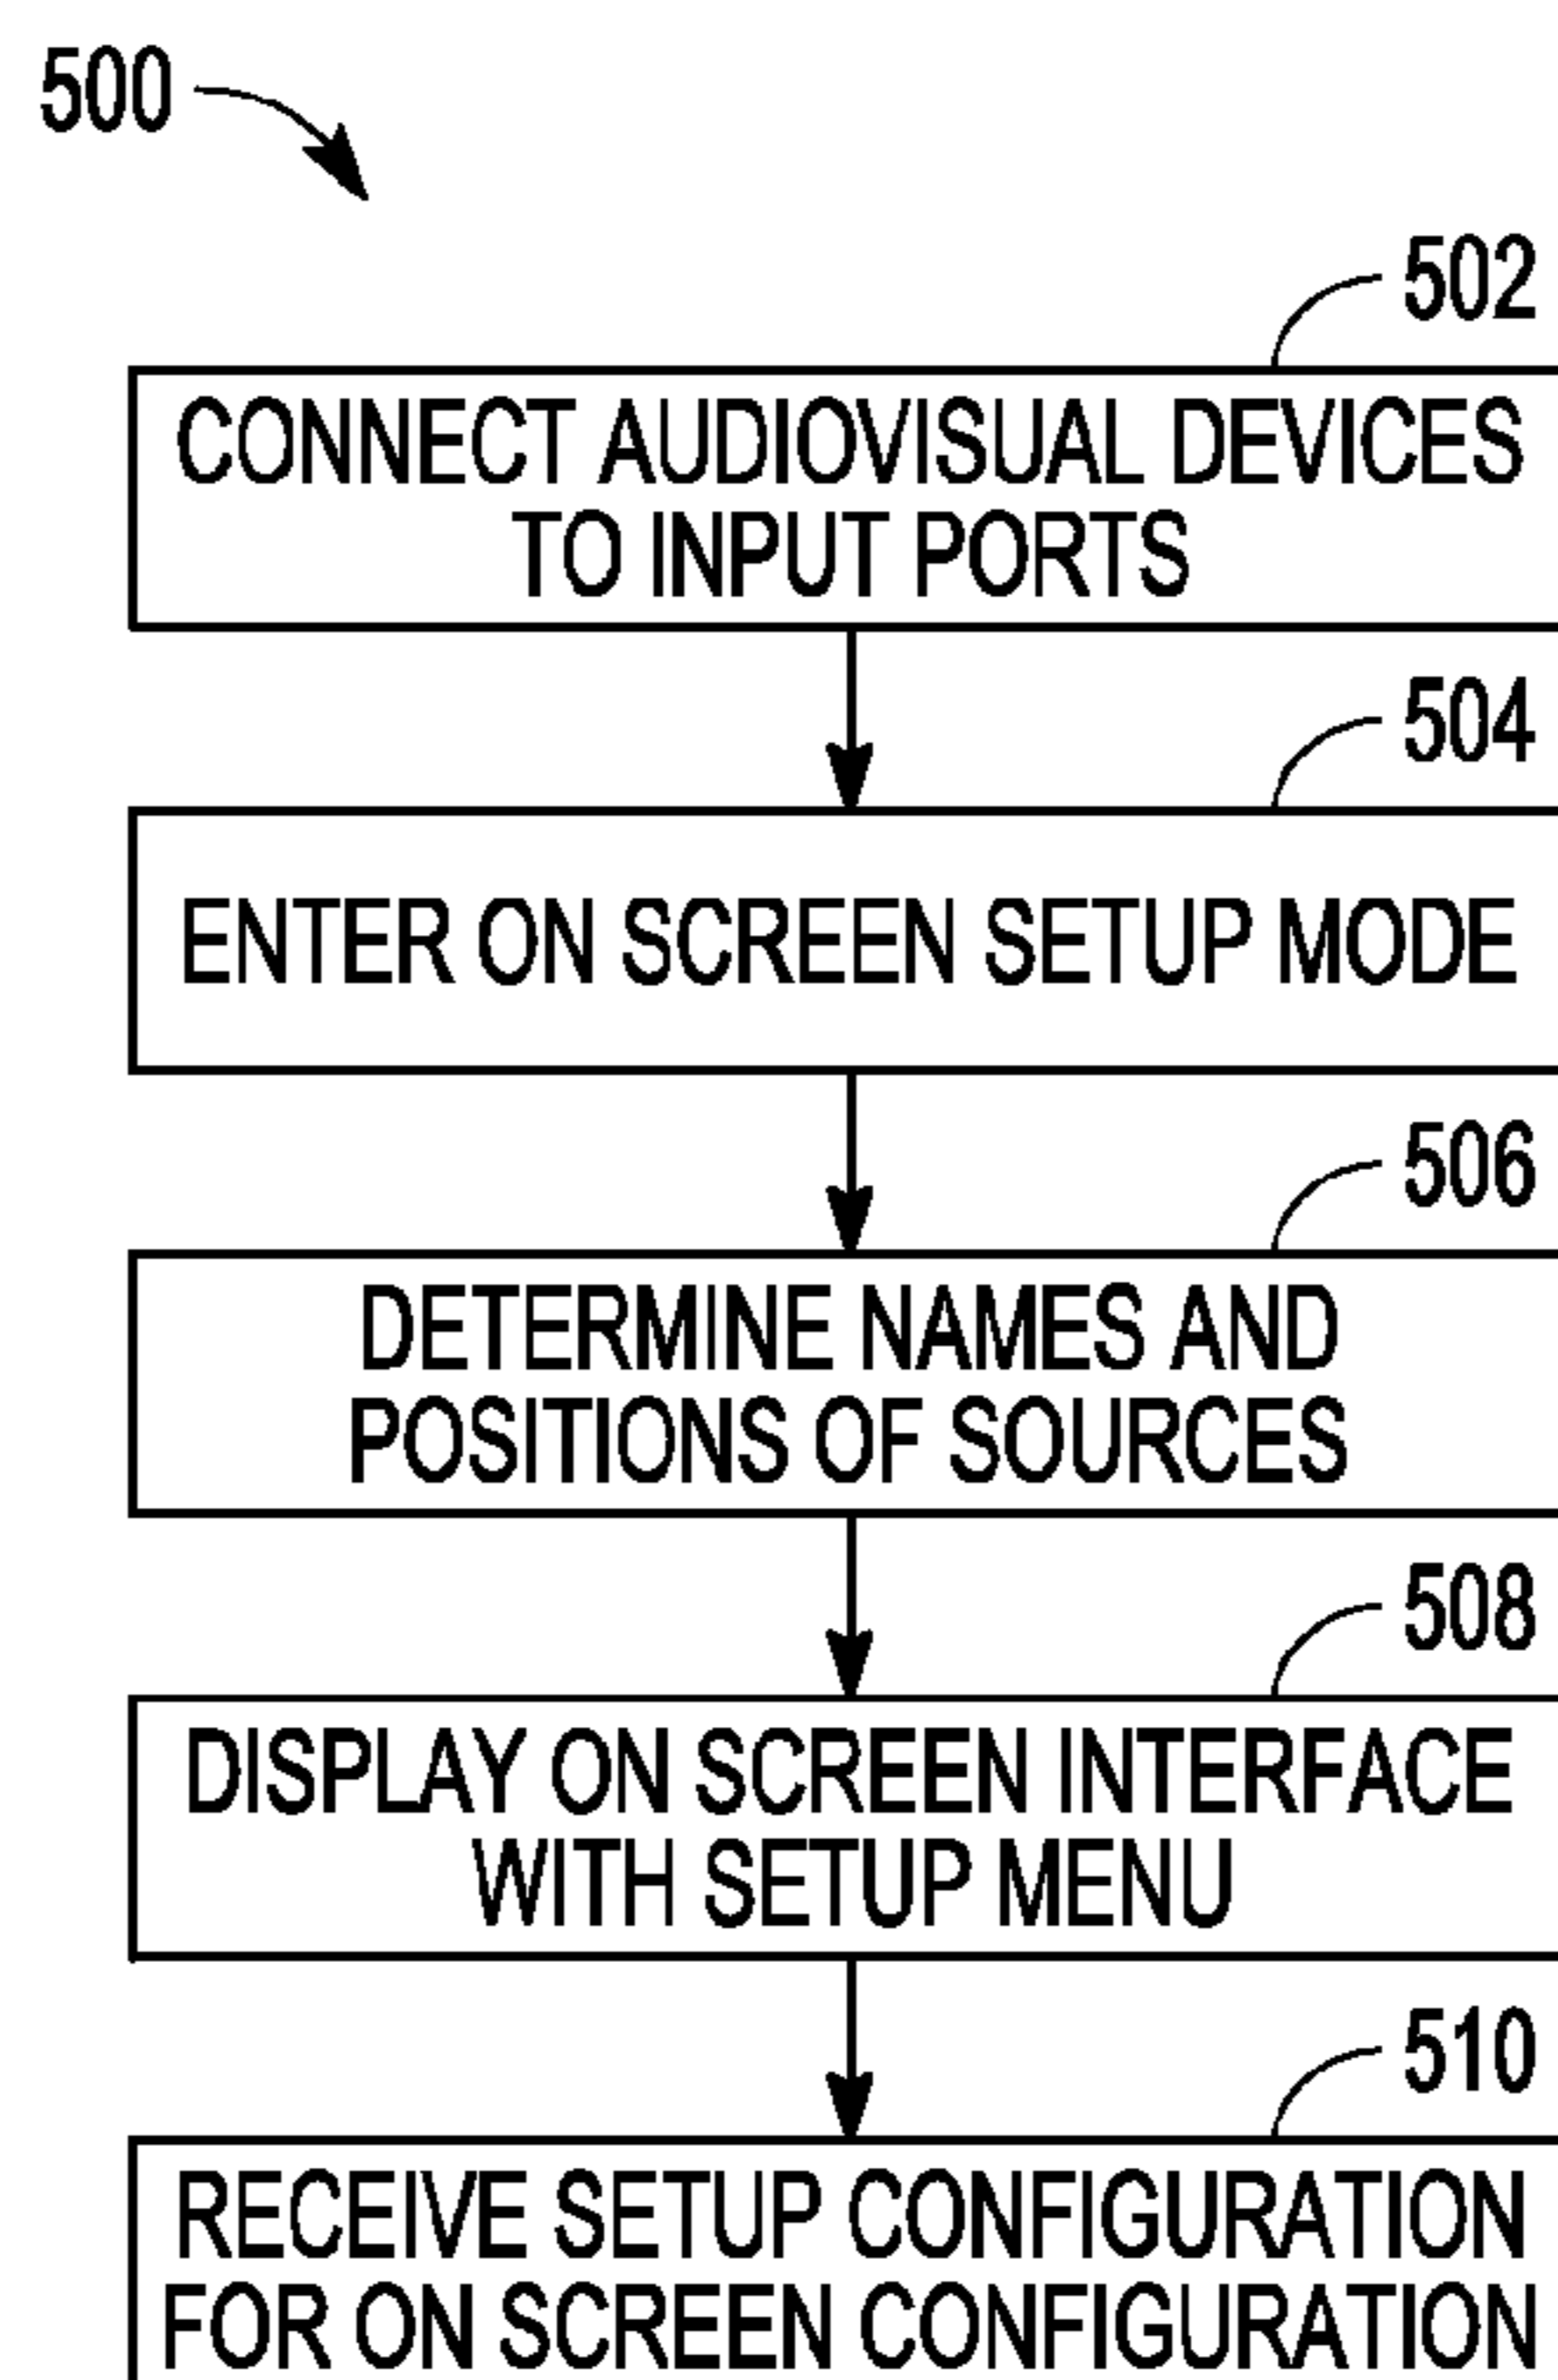 500
502
CONNECT AUDIOVISUAL DEVICES
TO INPUT PORTS
504
ENTER ON SCREEN SETUP MODE
506
DETERMINE NAMES AND
POSITIONS OF SOURCES
508
DISPLAY ON SCREEN INTERFACE
WITH SETUP MENU
510
RECEIVE SETUP CONFIGURATION
FOR ON SCREEN CONFIGURATION